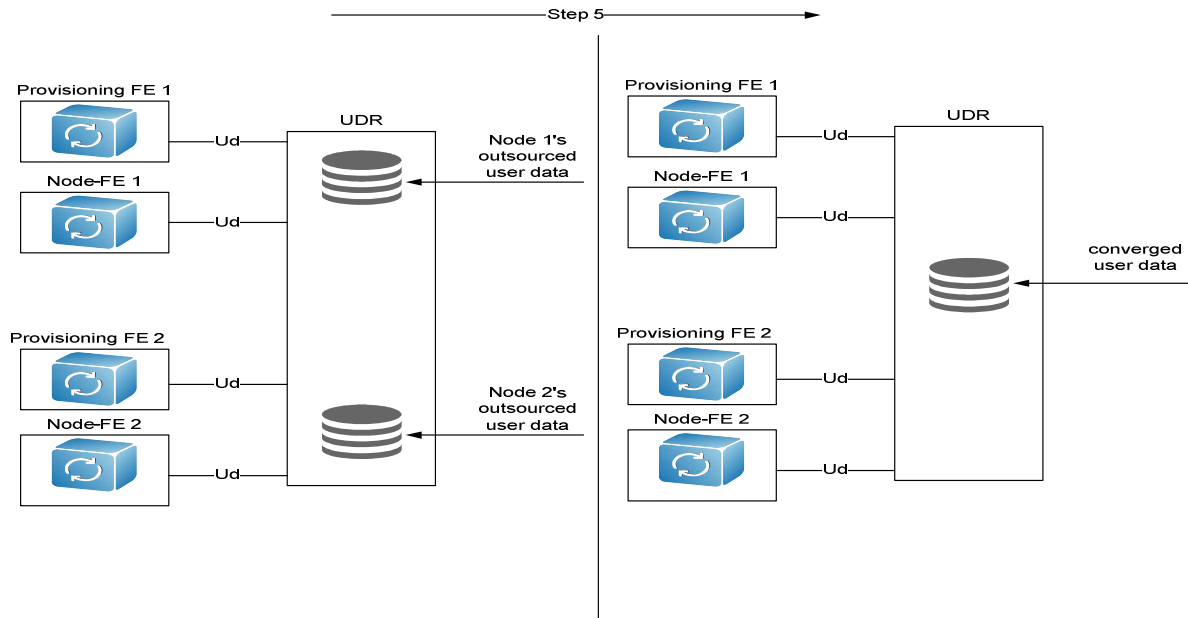 Step 5
Provisioning FE 1
Ud
Node-FE 1
Ud
UDR
Node 1's
outsourced
user data
Provisioning FE 2
Ud
Node-FE 2
Ud
Node 2's
outsourced
user data
Provisioning FE 1
Ud
Node-FE 1
Ud
UDR
converged
user data
Provisioning FE 2
Ud
Node-FE 2
Ud